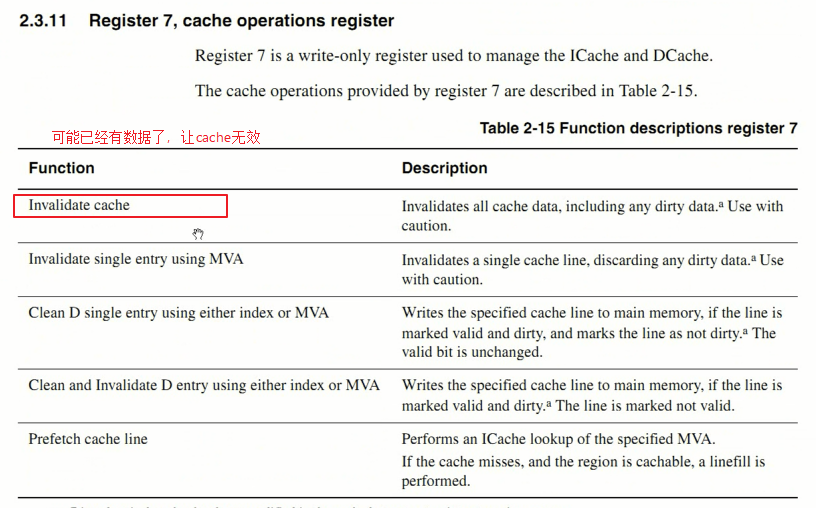 2.3.11 Register 7, cache operations register
Register 7 is a write-only register used to manage the ICache and DCache.
The cache operations provided by register 7 are described in Table 2-15.
可能已经有数据了，让cache无效
Table 2-15 Function descriptions register 7
Function Description
Invalidate cache Invalidates all cache data, including any dirty data.ᵃ Use with
caution.
Invalidate single entry using MVA Invalidates a single cache line, discarding any dirty data.ᵃ Use
with caution.
Clean D single entry using either index or MVA Writes the specified cache line to main memory, if the line is
marked valid and dirty, and marks the line as not dirty.ᵃ The
valid bit is unchanged.
Clean and Invalidate D entry using either index or MVA Writes the specified cache line to main memory, if the line is
marked valid and dirty.ᵃ The line is marked not valid.
Prefetch cache line Performs an ICache lookup of the specified MVA.
If the cache misses, and the region is cachable, a linefill is
performed.